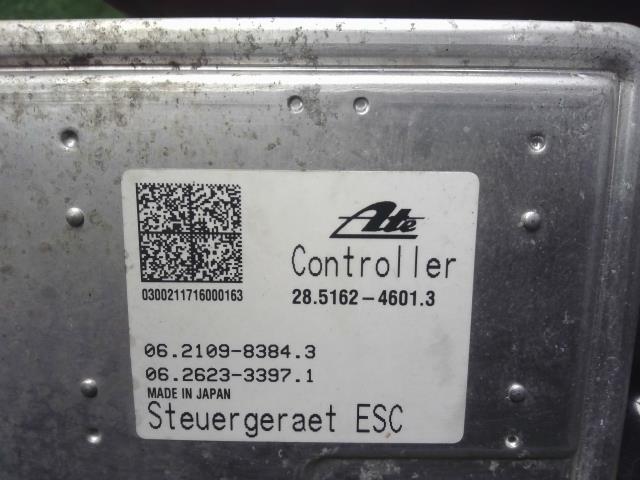 Ate
Controller
0300211716000163
28.5162-4601.3
06.2109-8384.3
06.2623-3397.1
MADE IN JAPAN
Steuergeraet ESC